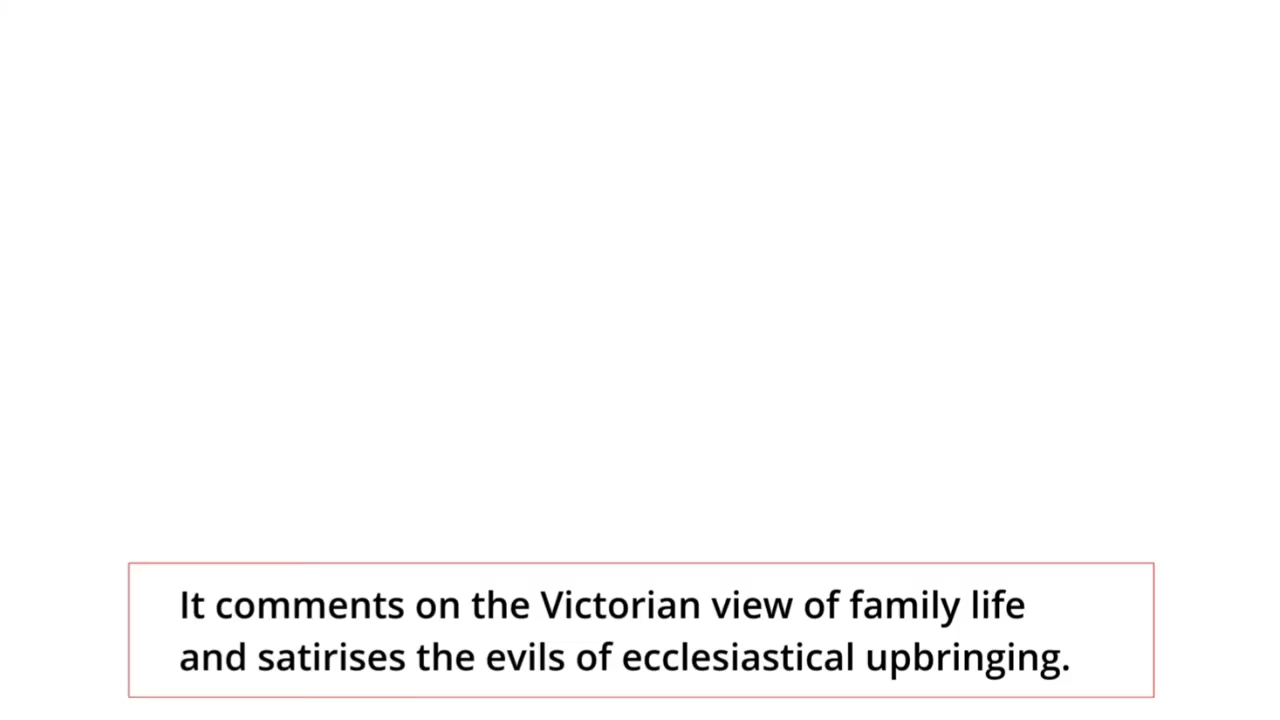 It comments on the Victorian view of family life
and satirises the evils of ecclesiastical upbringing.